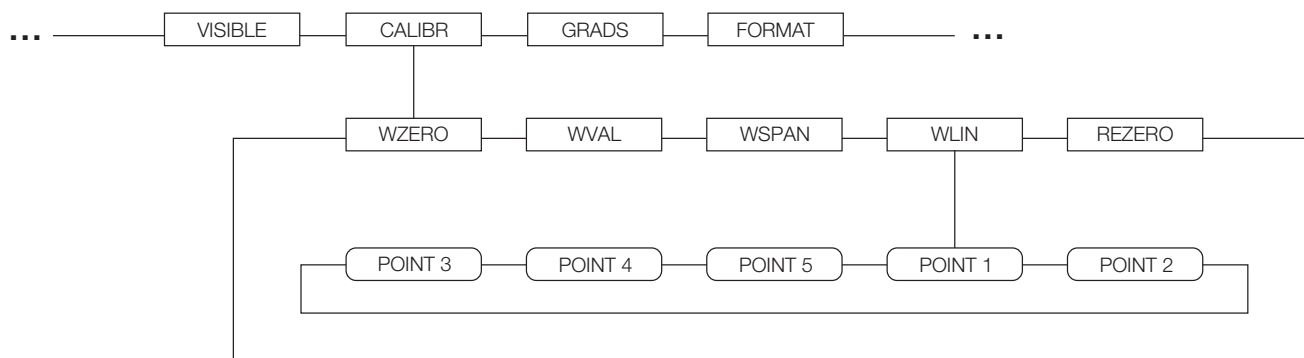 ... VISIBLE CALIBR GRADS FORMAT ...
WZERO WVAL WSPAN WLIN REZERO
POINT 3 POINT 4 POINT 5 POINT 1 POINT 2